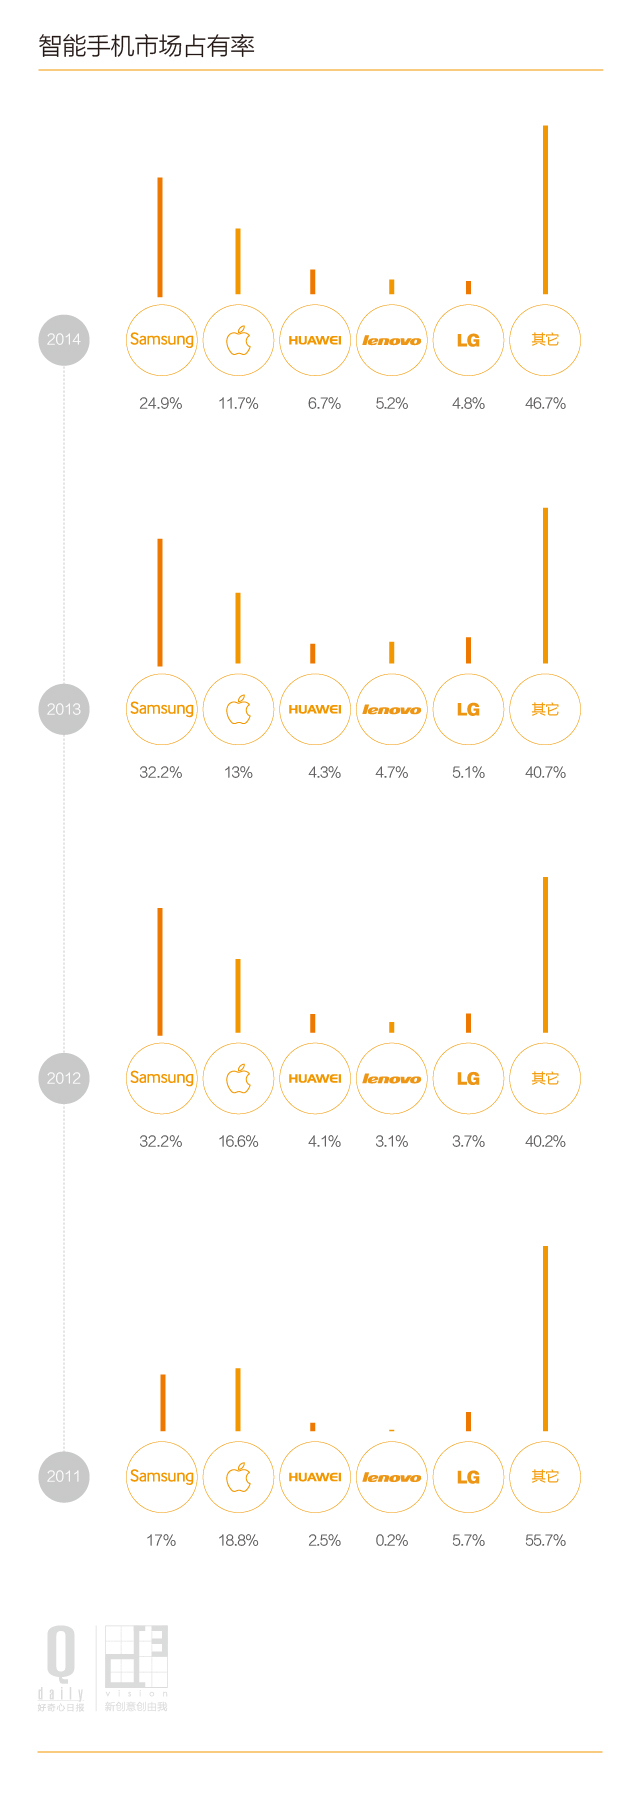 智能手机市场占有率
2014 Samsung HUAWEI lenovo LG 其它
24.9% 11.7% 6.7% 5.2% 4.8% 46.7%
2013 Samsung HUAWEI lenovo LG 其它
32.2% 13% 4.3% 4.7% 5.1% 40.7%
2012 Samsung HUAWEI lenovo LG 其它
32.2% 16.6% 4.1% 3.1% 3.7% 40.2%
2011 Samsung HUAWEI lenovo LG 其它
17% 18.8% 2.5% 0.2% 5.7% 55.7%
Q
daily vision
好奇心日报 新创意创由我